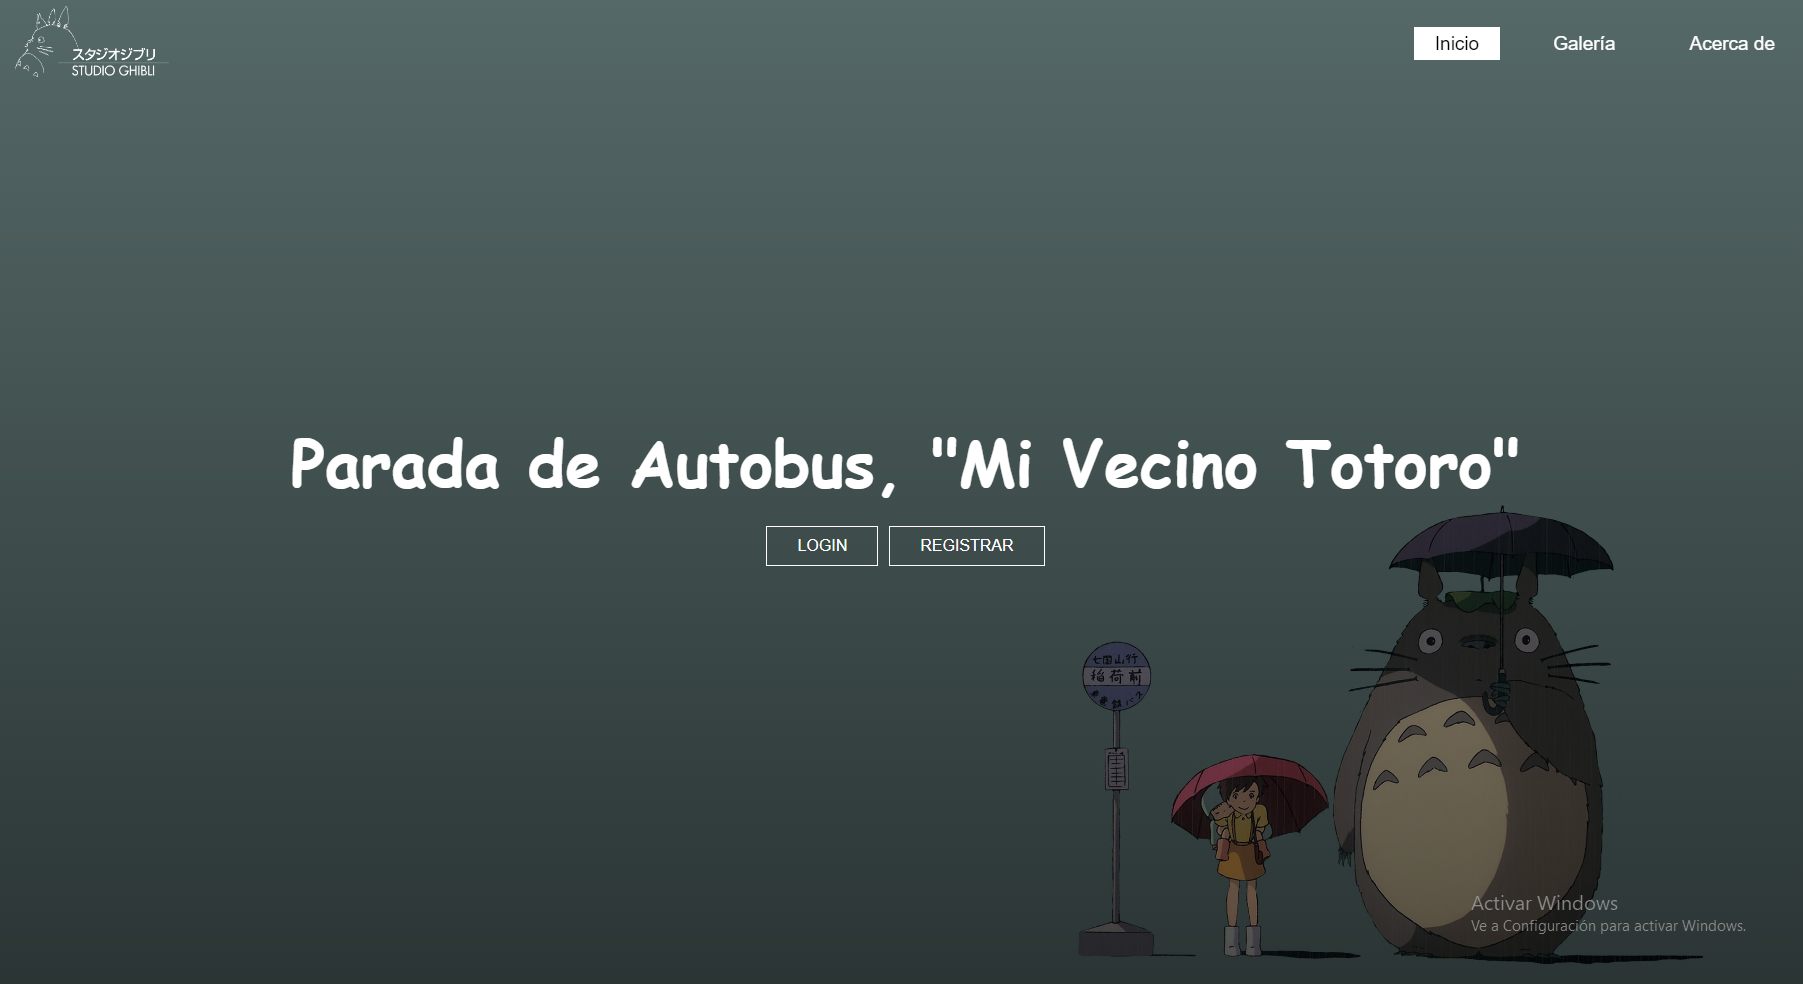 スタジオジブリ
STUDIO GHIBLI
Inicio
Galería
Acerca de
Parada de Autobus, "Mi Vecino Totoro"
LOGIN
REGISTRAR
七国山行
稲荷前
Activar Windows
Ve a Configuración para activar Windows.